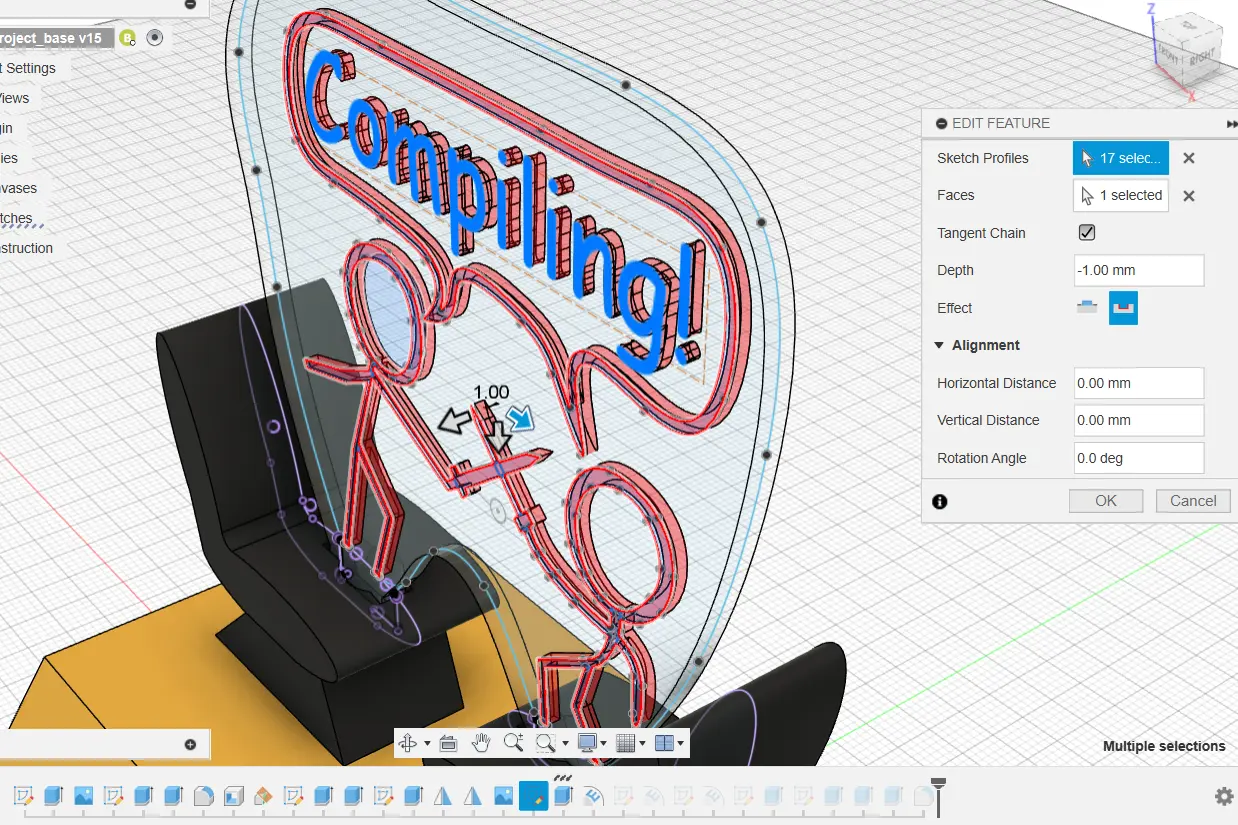 roject_base v15
B
t Settings
iews
gin
ies
vases
tches
struction
Compiling!
1.00
Z
FRONT
RIGHT
X
EDIT FEATURE
Sketch Profiles
17 selec...
Faces
1 selected
Tangent Chain
Depth
-1.00 mm
Effect
Alignment
Horizontal Distance
0.00 mm
Vertical Distance
0.00 mm
Rotation Angle
0.0 deg
OK
Cancel
Multiple selections